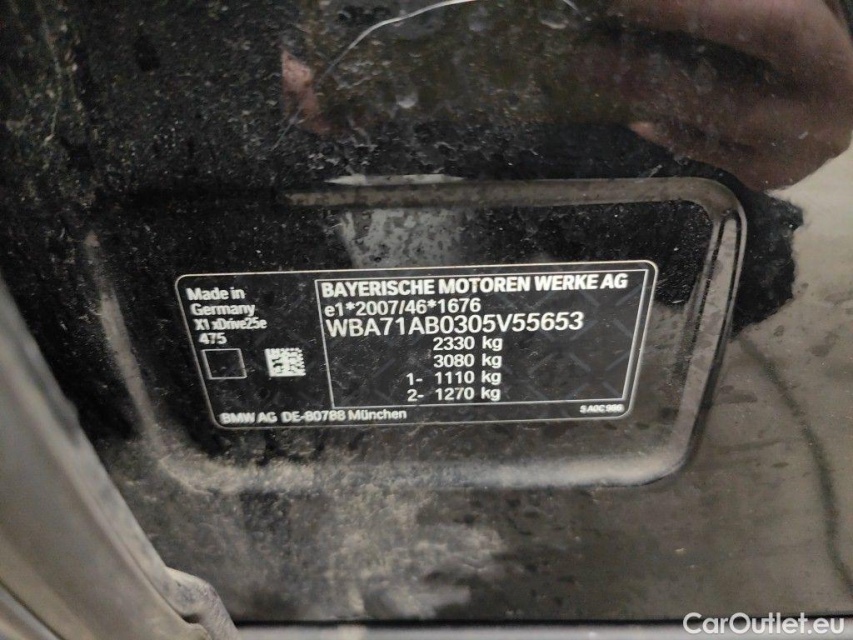 Made in
Germany
X1 xDrive25e
475
BAYERISCHE MOTOREN WERKE AG
e1*2007/46*1676
WBA71AB0305V55653
2330 kg
3080 kg
1- 1110 kg
2- 1270 kg
BMW AG DE-80788 München
CarOutlet.eu